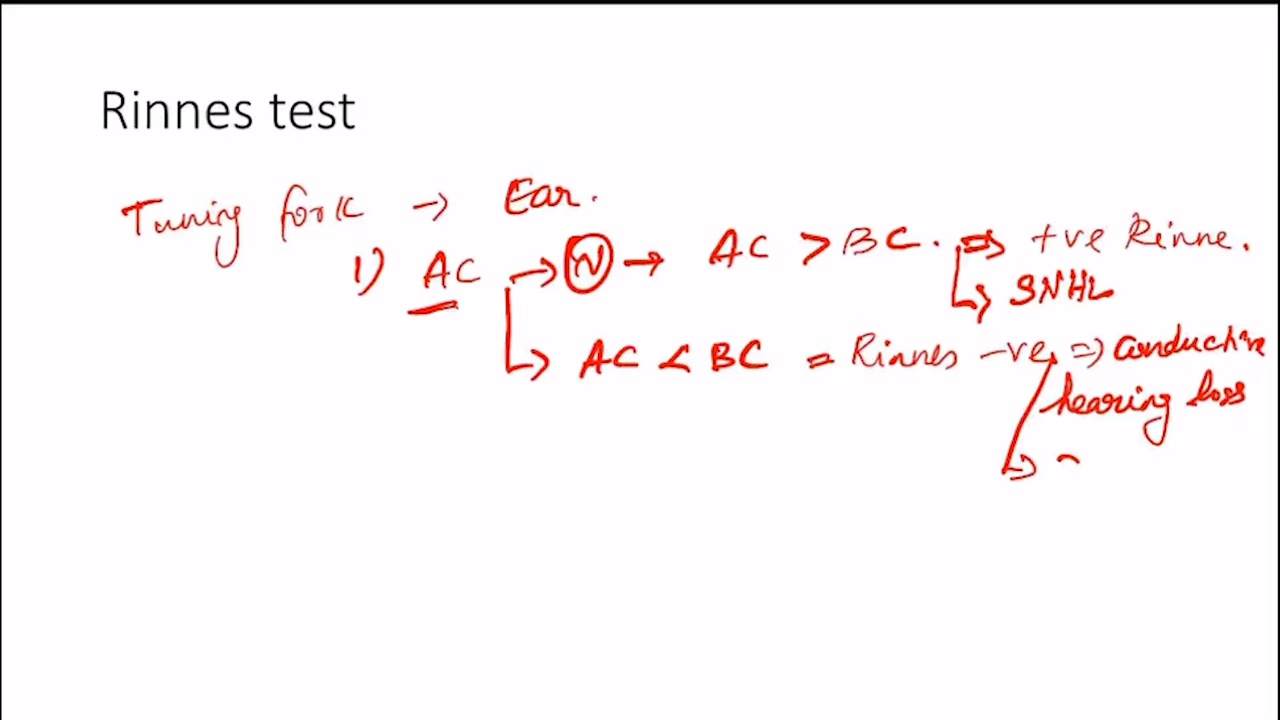 Rinnes test
Tuning fork → Ear.
1) AC → N → AC > BC. ⇒ +ve Rinne.
↳ SNHL
↳ AC < BC = Rinnes -ve ⇒ conductive
hearing loss